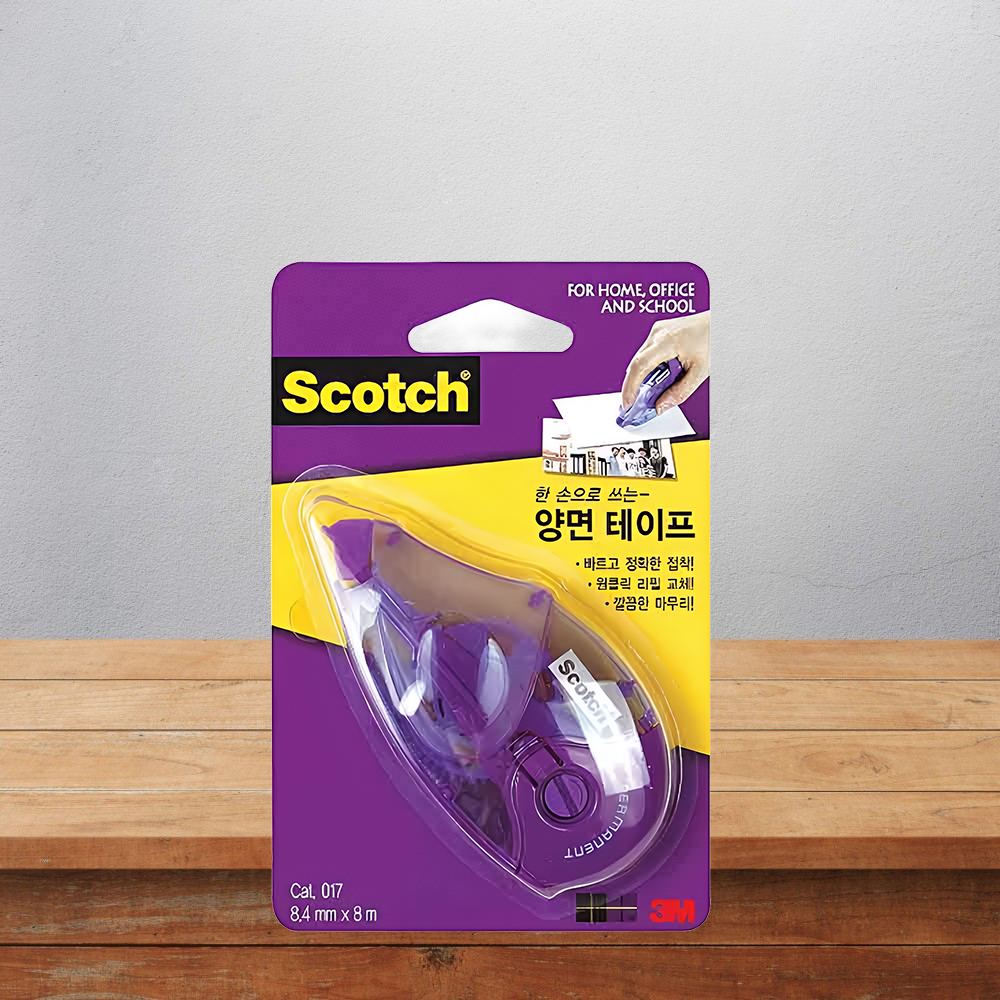 FOR HOME, OFFICE
AND SCHOOL
Scotch
한 손으로 쓰는-
양면 테이프
• 바르고 정확한 접착!
• 원클릭 리필 교체!
• 깔끔한 마무리!
Scotch
PERMANENT
Cat. 017
8.4 mm x 8 m
3M